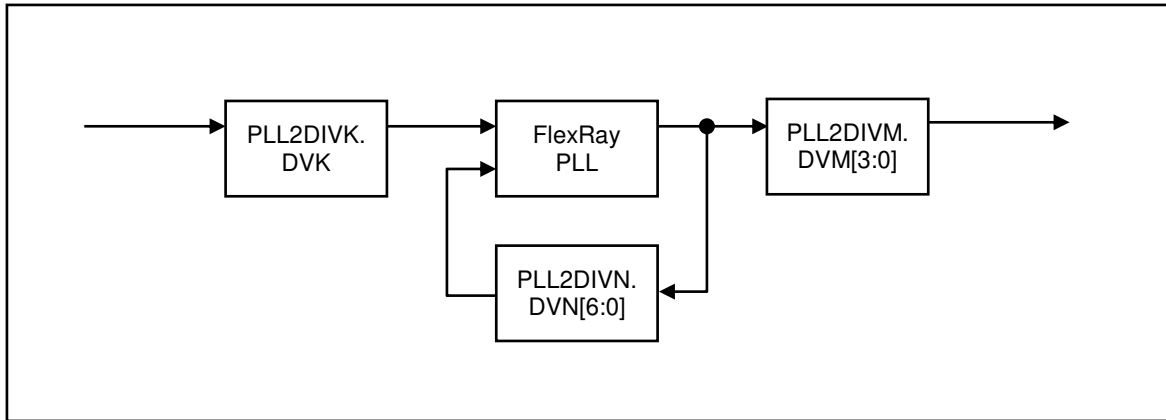 PLL2DIVK.
DVK
FlexRay
PLL
PLL2DIVM.
DVM[3:0]
PLL2DIVN.
DVN[6:0]